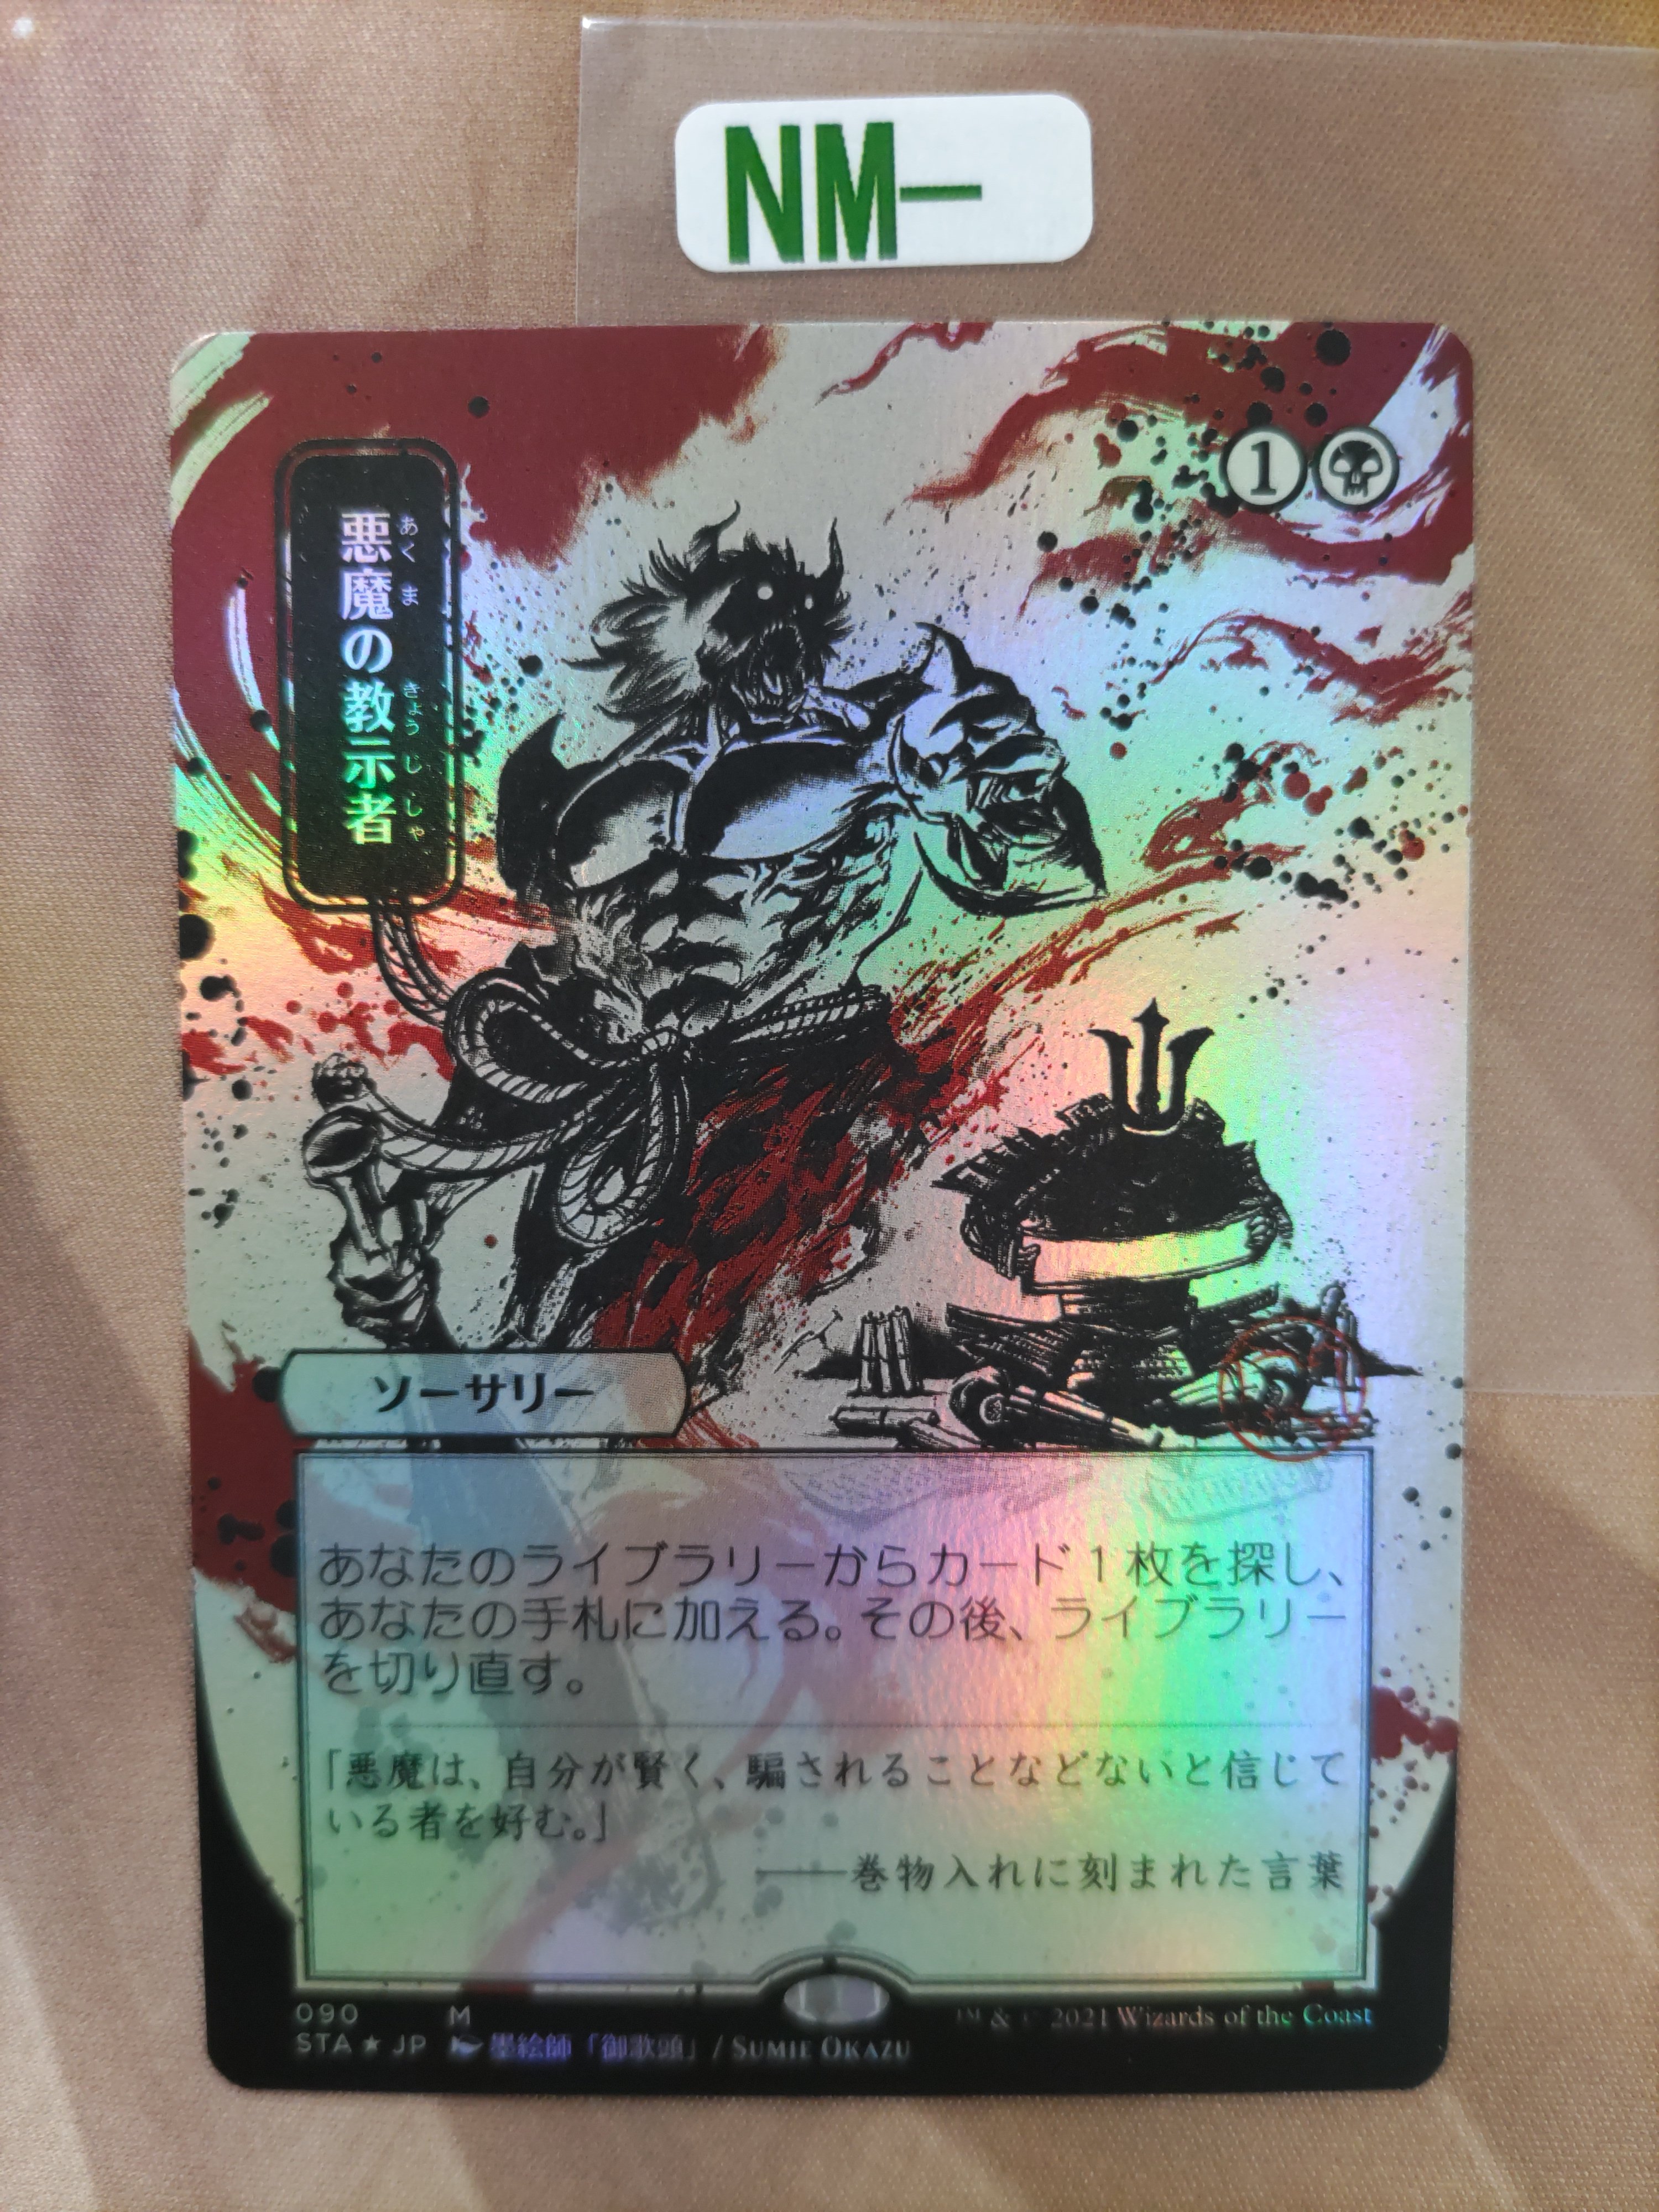 NM-
1
悪魔の教示者
あくま
きょうじしゃ
ソーサリー
あなたのライブラリーからカード1枚を探し、
あなたの手札に加える。その後、ライブラリー
を切り直す。
「悪魔は、自分が賢く、騙されることなどないと信じて
いる者を好む。」
──巻物入れに刻まれた言葉
090 M
STA★JP 墨絵師「御歌頭」/ SUMIE OKAZU
™ & © 2021 Wizards of the Coast